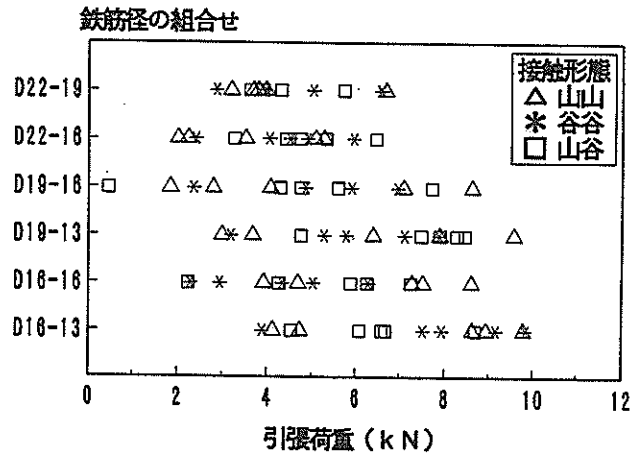 鉄筋径の組合せ
接触形態
△ 山山
* 谷谷
□ 山谷
D22-19
D22-16
D19-16
D19-13
D16-16
D16-13
0 2 4 6 8 10 12
引張荷重(kN)